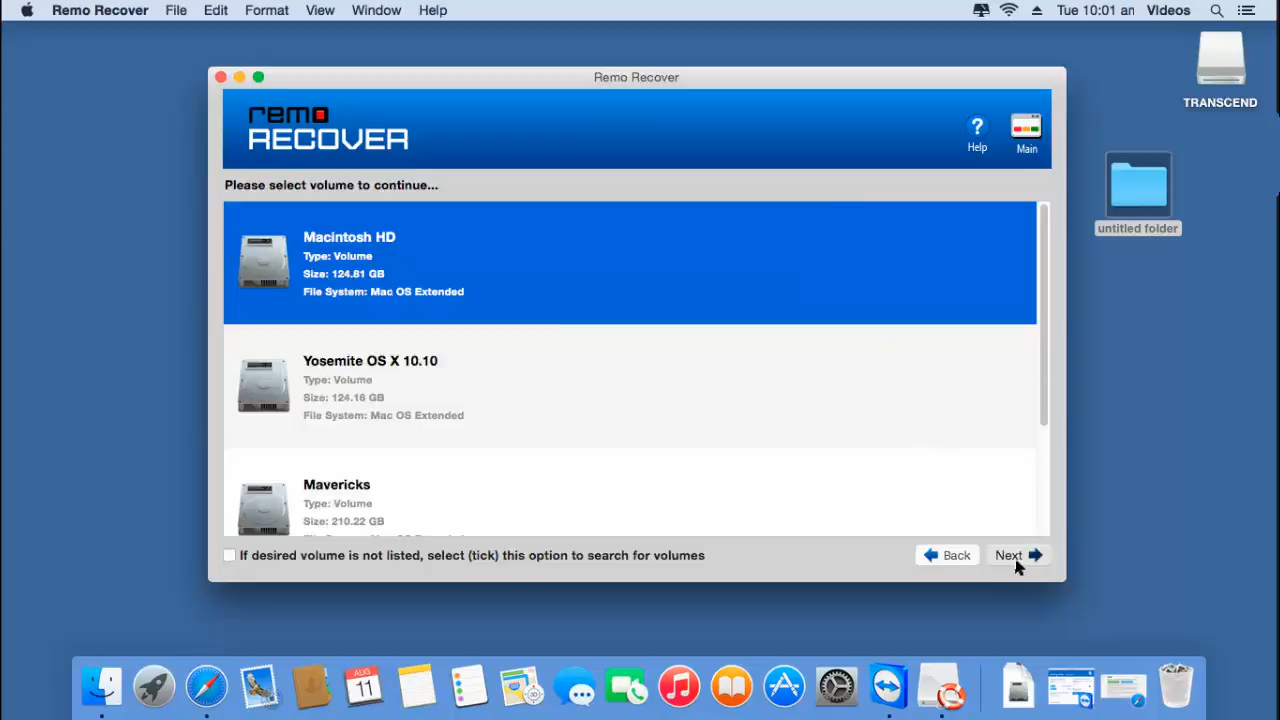 Remo Recover File Edit Format View Window Help Tue 10:01 an Videos
Remo Recover
remo
RECOVER
Help
Main
TRANSCEND
untitled folder
Please select volume to continue...
Macintosh HD
Type: Volume
Size: 124.81 GB
File System: Mac OS Extended
Yosemite OS X 10.10
Type: Volume
Size: 124.16 GB
File System: Mac OS Extended
Mavericks
Type: Volume
Size: 210.22 GB
If desired volume is not listed, select (tick) this option to search for volumes
Back
Next
AUG
11